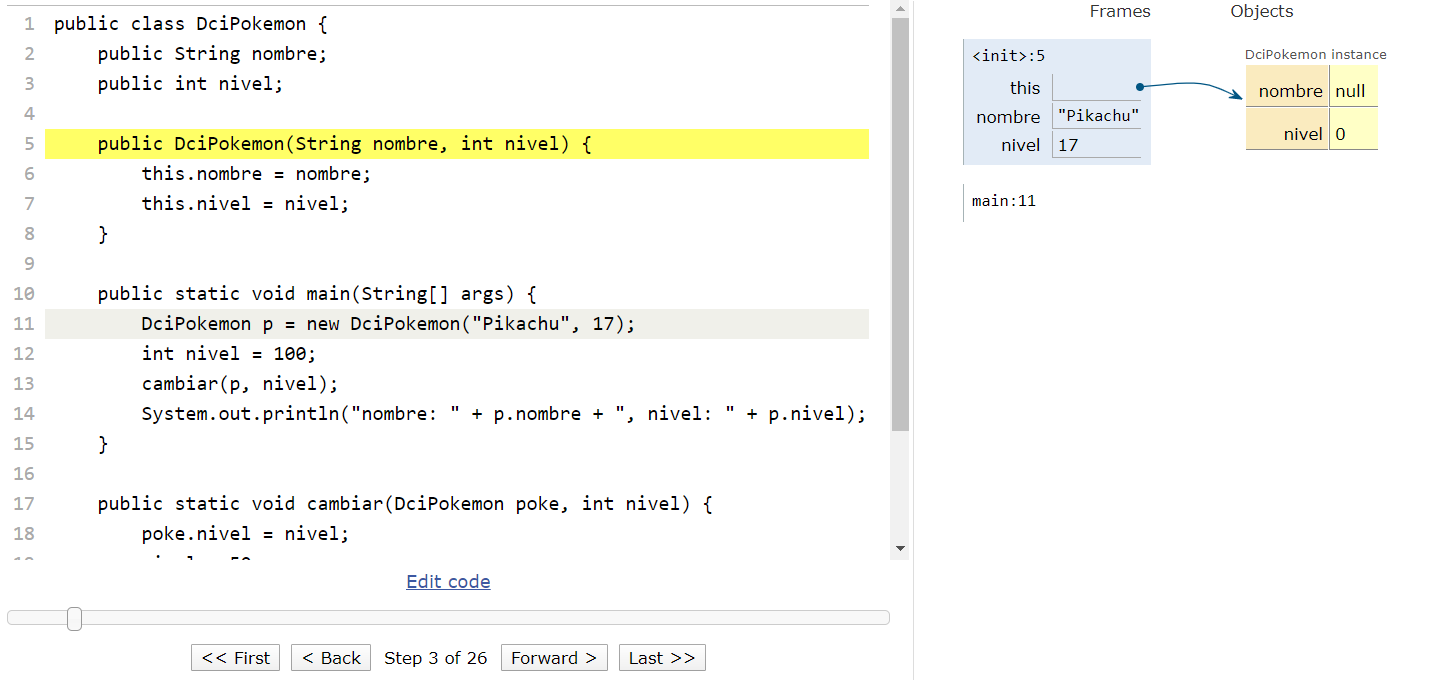 1 public class DciPokemon {
2     public String nombre;
3     public int nivel;
4
5     public DciPokemon(String nombre, int nivel) {
6         this.nombre = nombre;
7         this.nivel = nivel;
8     }
9
10     public static void main(String[] args) {
11         DciPokemon p = new DciPokemon("Pikachu", 17);
12         int nivel = 100;
13         cambiar(p, nivel);
14         System.out.println("nombre: " + p.nombre + ", nivel: " + p.nivel);
15     }
16
17     public static void cambiar(DciPokemon poke, int nivel) {
18         poke.nivel = nivel;
Edit code
<< First < Back Step 3 of 26 Forward > Last >>
Frames Objects
<init>:5
this
nombre "Pikachu"
nivel 17
main:11
DciPokemon instance
nombre null
nivel 0